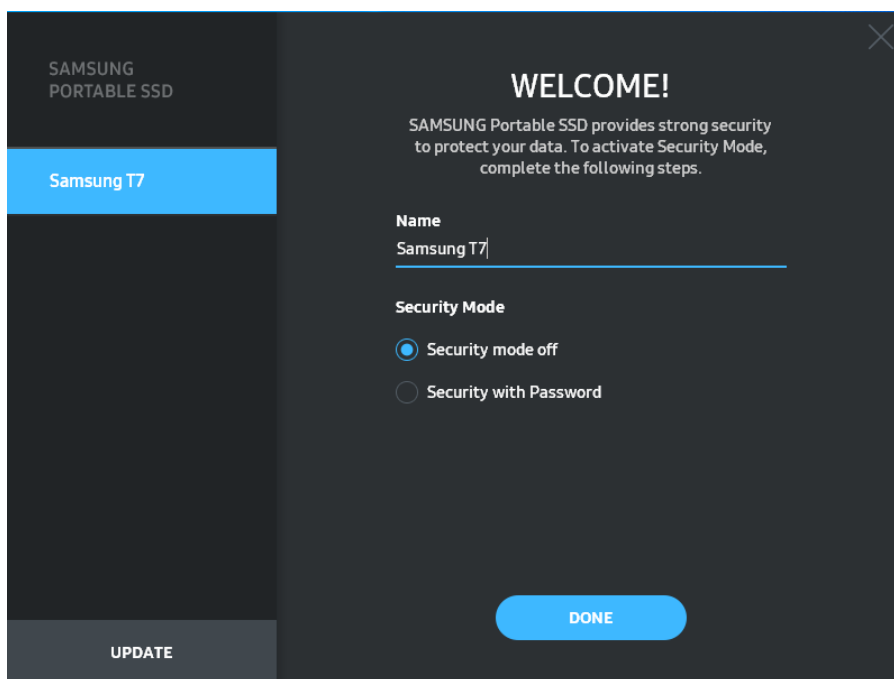 SAMSUNG
PORTABLE SSD
Samsung T7
UPDATE
WELCOME!
SAMSUNG Portable SSD provides strong security
to protect your data. To activate Security Mode,
complete the following steps.
Name
Samsung T7
Security Mode
Security mode off
Security with Password
DONE